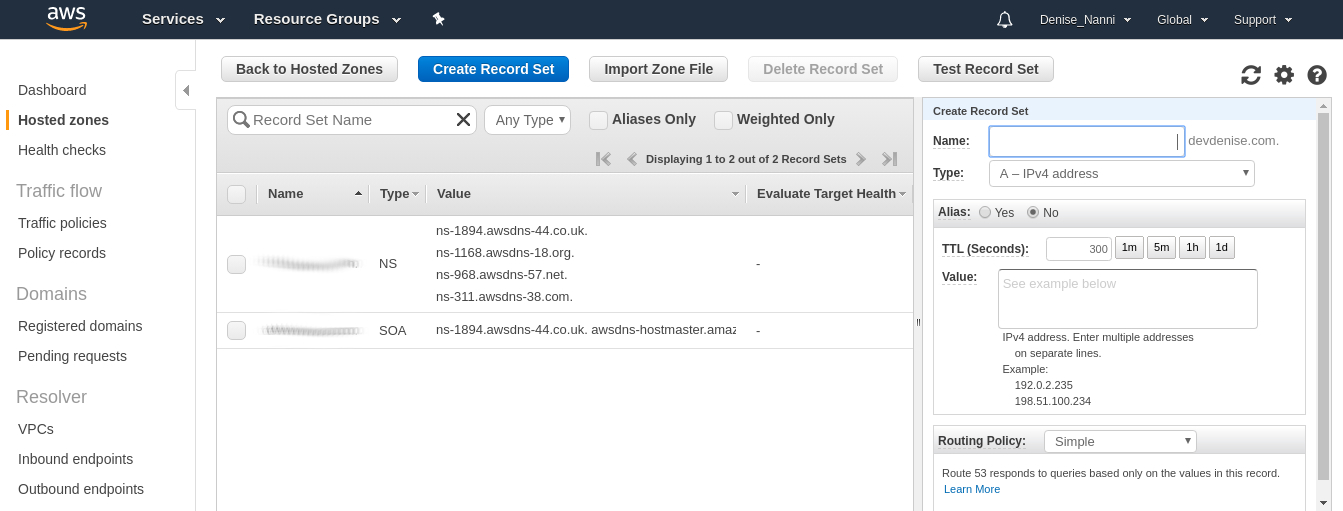 aws Services Resource Groups Denise_Nanni Global Support
Back to Hosted Zones Create Record Set Import Zone File Delete Record Set Test Record Set
Dashboard
Hosted zones
Health checks
Traffic flow
Traffic policies
Policy records
Domains
Registered domains
Pending requests
Resolver
VPCs
Inbound endpoints
Outbound endpoints
Record Set Name Any Type Aliases Only Weighted Only
Displaying 1 to 2 out of 2 Record Sets
Name Type Value Evaluate Target Health
NS ns-1894.awsdns-44.co.uk. -
ns-1168.awsdns-18.org.
ns-968.awsdns-57.net.
ns-311.awsdns-38.com.
SOA ns-1894.awsdns-44.co.uk. awsdns-hostmaster.amaz -
Create Record Set
Name: devdenise.com.
Type: A – IPv4 address
Alias: Yes No
TTL (Seconds): 300 1m 5m 1h 1d
Value: See example below
IPv4 address. Enter multiple addresses
on separate lines.
Example:
192.0.2.235
198.51.100.234
Routing Policy: Simple
Route 53 responds to queries based only on the values in this record.
Learn More